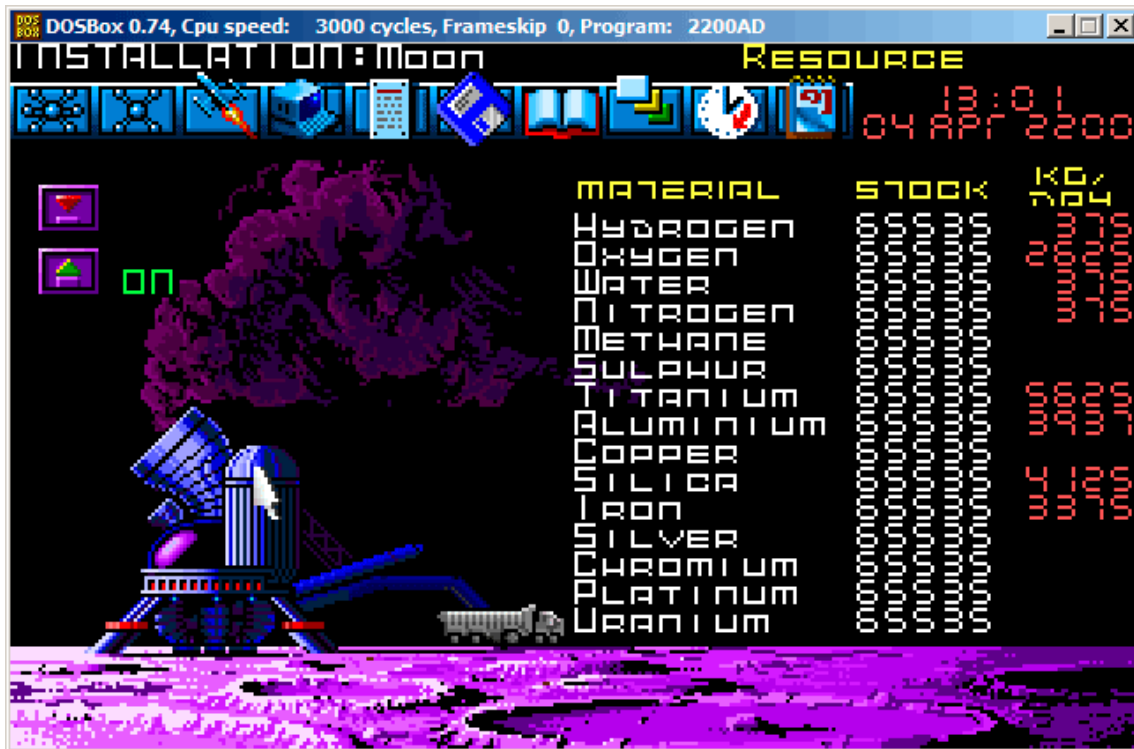 DOS BOX DOSBox 0.74, Cpu speed: 3000 cycles, Frameskip 0, Program: 2200AD
INSTALLATION:Moon RESOURCE
13:01
04 APR 2200
MATERIAL STOCK KG/DAY
HYDROGEN 65535 375
OXYGEN 65535 2625
WATER 65535 375
NITROGEN 65535 375
METHANE 65535
SULPHUR 65535
TITANIUM 65535 5625
ALUMINIUM 65535 3937
COPPER 65535
SILICA 65535 4125
IRON 65535 3375
SILVER 65535
CHROMIUM 65535
PLATINUM 65535
URANIUM 65535
ON